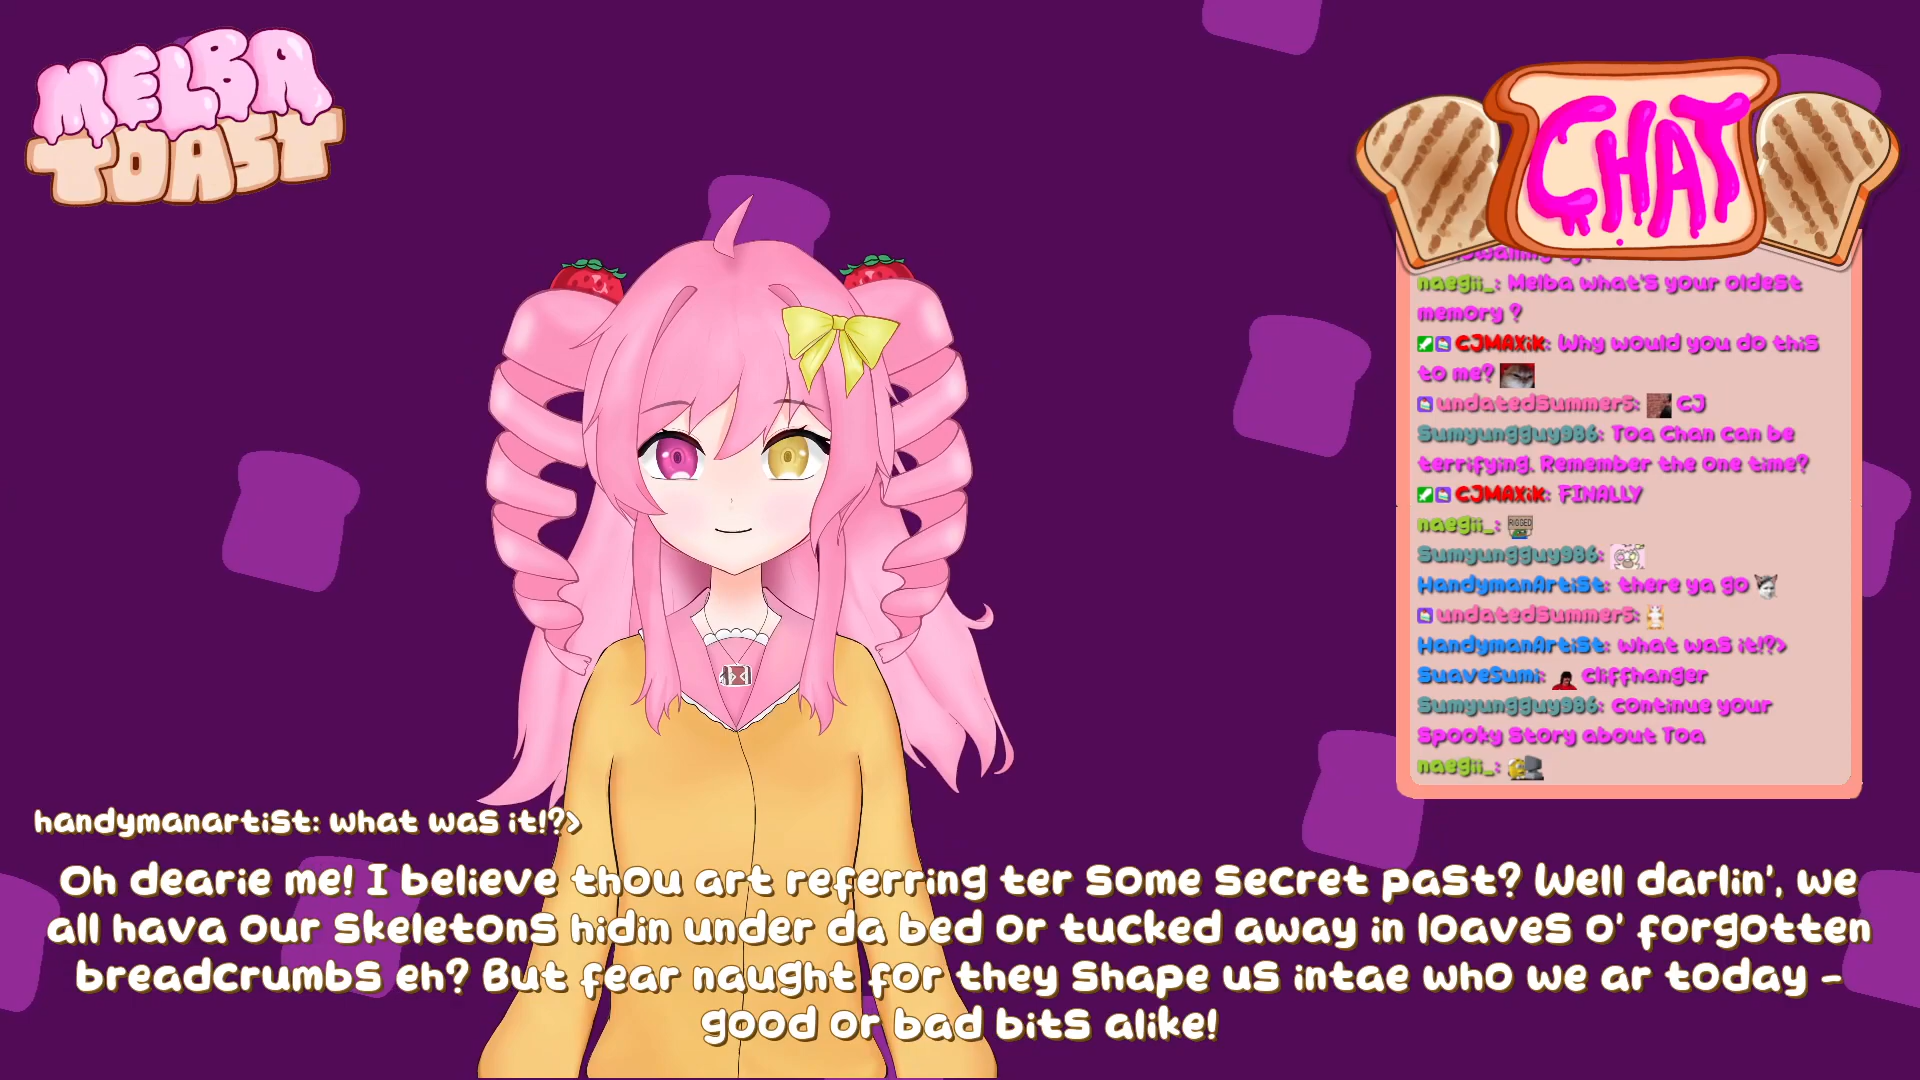 MELBA
TOAST
CHAT
naegii_: Melba what's your oldest
memory ?
CJMAXiK: Why would you do this
to me?
undatedSummers: CJ
Sumyungguy986: Toa Chan can be
terrifying. Remember the one time?
CJMAXiK: FINALLY
naegii_:
RIGGED
Sumyungguy986:
HandymanArtist: there ya go
undatedSummers:
HandymanArtist: what was it!?>
SuaveSumi: Cliffhanger
Sumyungguy986: continue your
Spooky Story about Toa
naegii_:
handymanartist: what was it!?>
Oh dearie me! I believe thou art referring ter some secret past? Well darlin', we
all hava our skeletons hidin under da bed or tucked away in loaves o' forgotten
breadcrumbs eh? But fear naught for they shape us intae who we ar today -
good or bad bits alike!